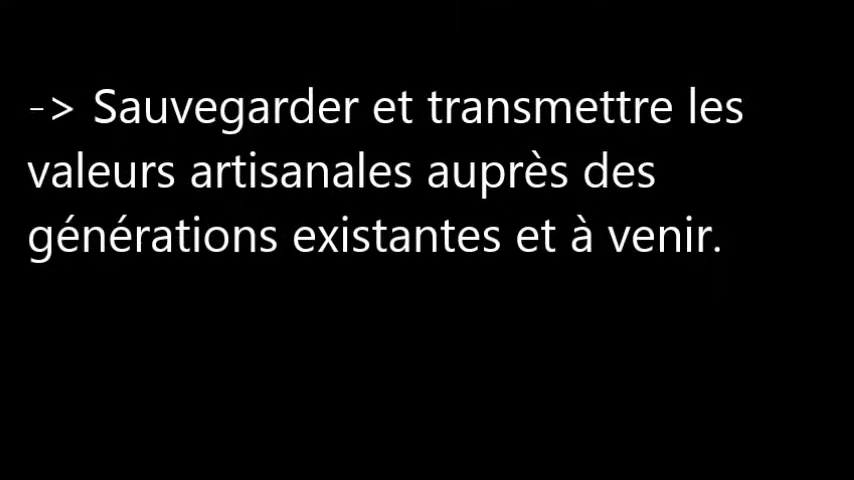 -> Sauvegarder et transmettre les
valeurs artisanales auprès des
générations existantes et à venir.